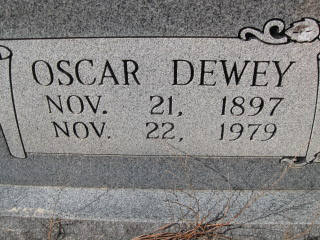 OSCAR DEWEY
NOV. 21, 1897
NOV. 22, 1979